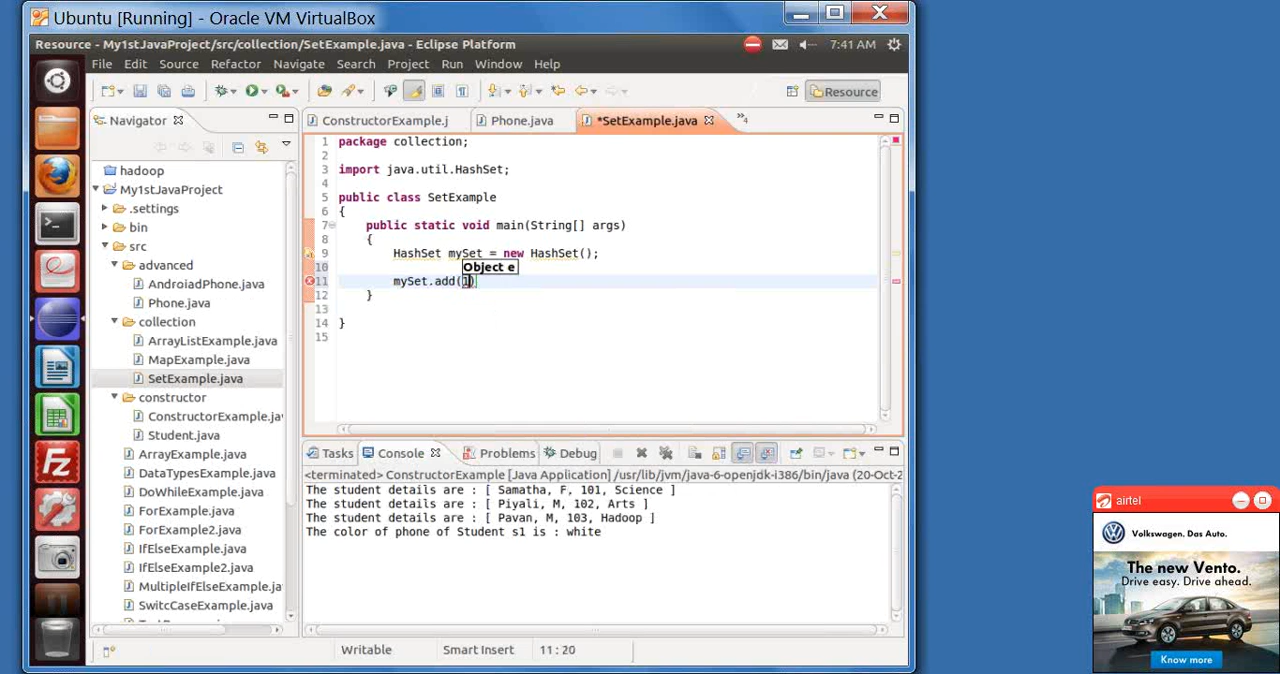 Ubuntu [Running] - Oracle VM VirtualBox
Resource - My1stJavaProject/src/collection/SetExample.java - Eclipse Platform
7:41 AM
File Edit Source Refactor Navigate Search Project Run Window Help
Resource
Navigator
ConstructorExample.j
Phone.java
*SetExample.java
»4
hadoop
My1stJavaProject
.settings
bin
src
advanced
AndroiadPhone.java
Phone.java
collection
ArrayListExample.java
MapExample.java
SetExample.java
constructor
ConstructorExample.jav
Student.java
ArrayExample.java
DataTypesExample.java
DoWhileExample.java
ForExample.java
ForExample2.java
IfElseExample.java
IfElseExample2.java
MultipleIfElseExample.ja
SwitcCaseExample.java
1 package collection;
2
3 import java.util.HashSet;
4
5 public class SetExample
6 {
7 public static void main(String[] args)
8 {
9 HashSet mySet = new HashSet();
Object e
10
11 mySet.add(1)
12 }
13
14 }
15
Tasks Console Problems Debug
<terminated> ConstructorExample [Java Application] /usr/lib/jvm/java-6-openjdk-i386/bin/java (20-Oct-2
The student details are : [ Samatha, F, 101, Science ]
The student details are : [ Piyali, M, 102, Arts ]
The student details are : [ Pavan, M, 103, Hadoop ]
The color of phone of Student s1 is : white
Writable Smart Insert 11 : 20
airtel
Volkswagen. Das Auto.
The new Vento.
Drive easy. Drive ahead.
Know more